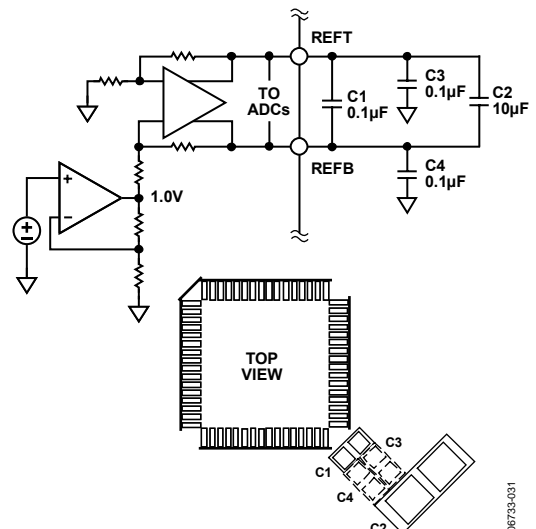 REFT
C3
0.1µF
C1
0.1µF
C2
10µF
TO
ADCs
REFB
C4
0.1µF
+
–
1.0V
+
–
TOP
VIEW
C3
C1
C4
C2
06733-031